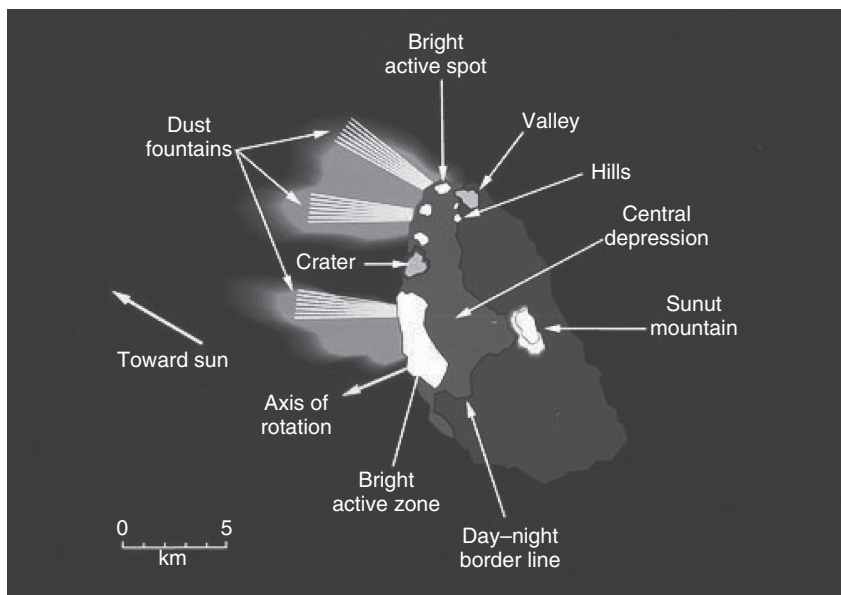 Bright
active spot
Dust
fountains
Valley
Hills
Central
depression
Crater
Sunut
mountain
Toward sun
Axis of
rotation
Bright
active zone
Day–night
border line
0 5
km